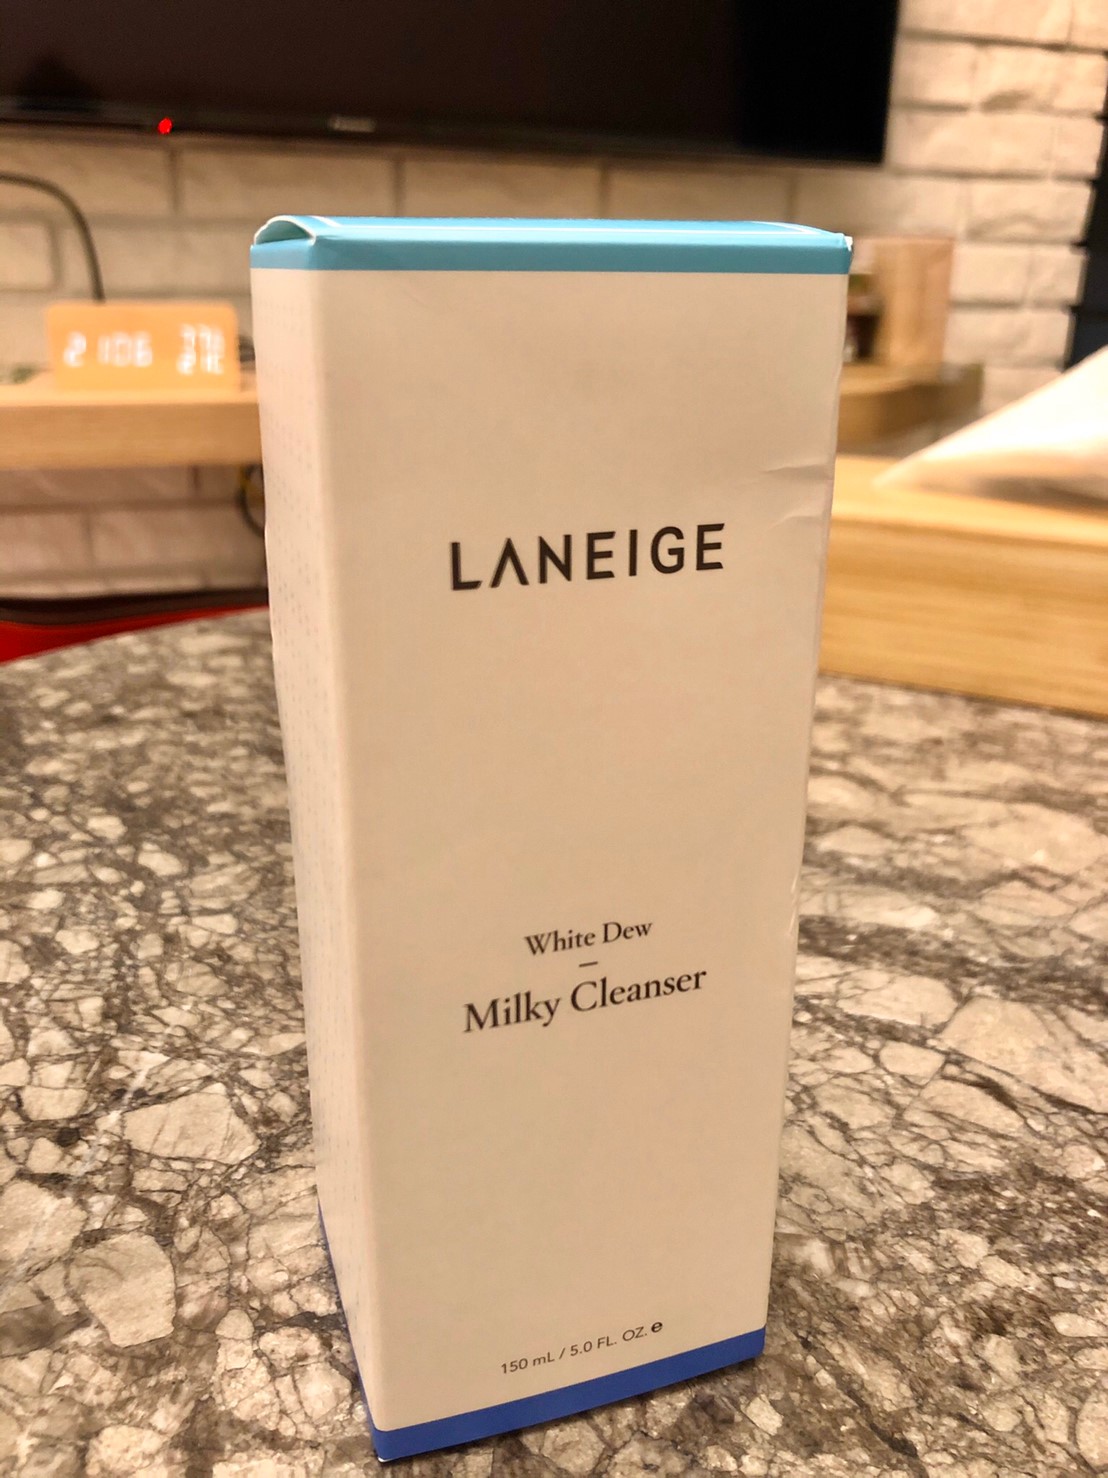 LANEIGE
White Dew
Milky Cleanser
150 mL / 5.0 FL. OZ. e